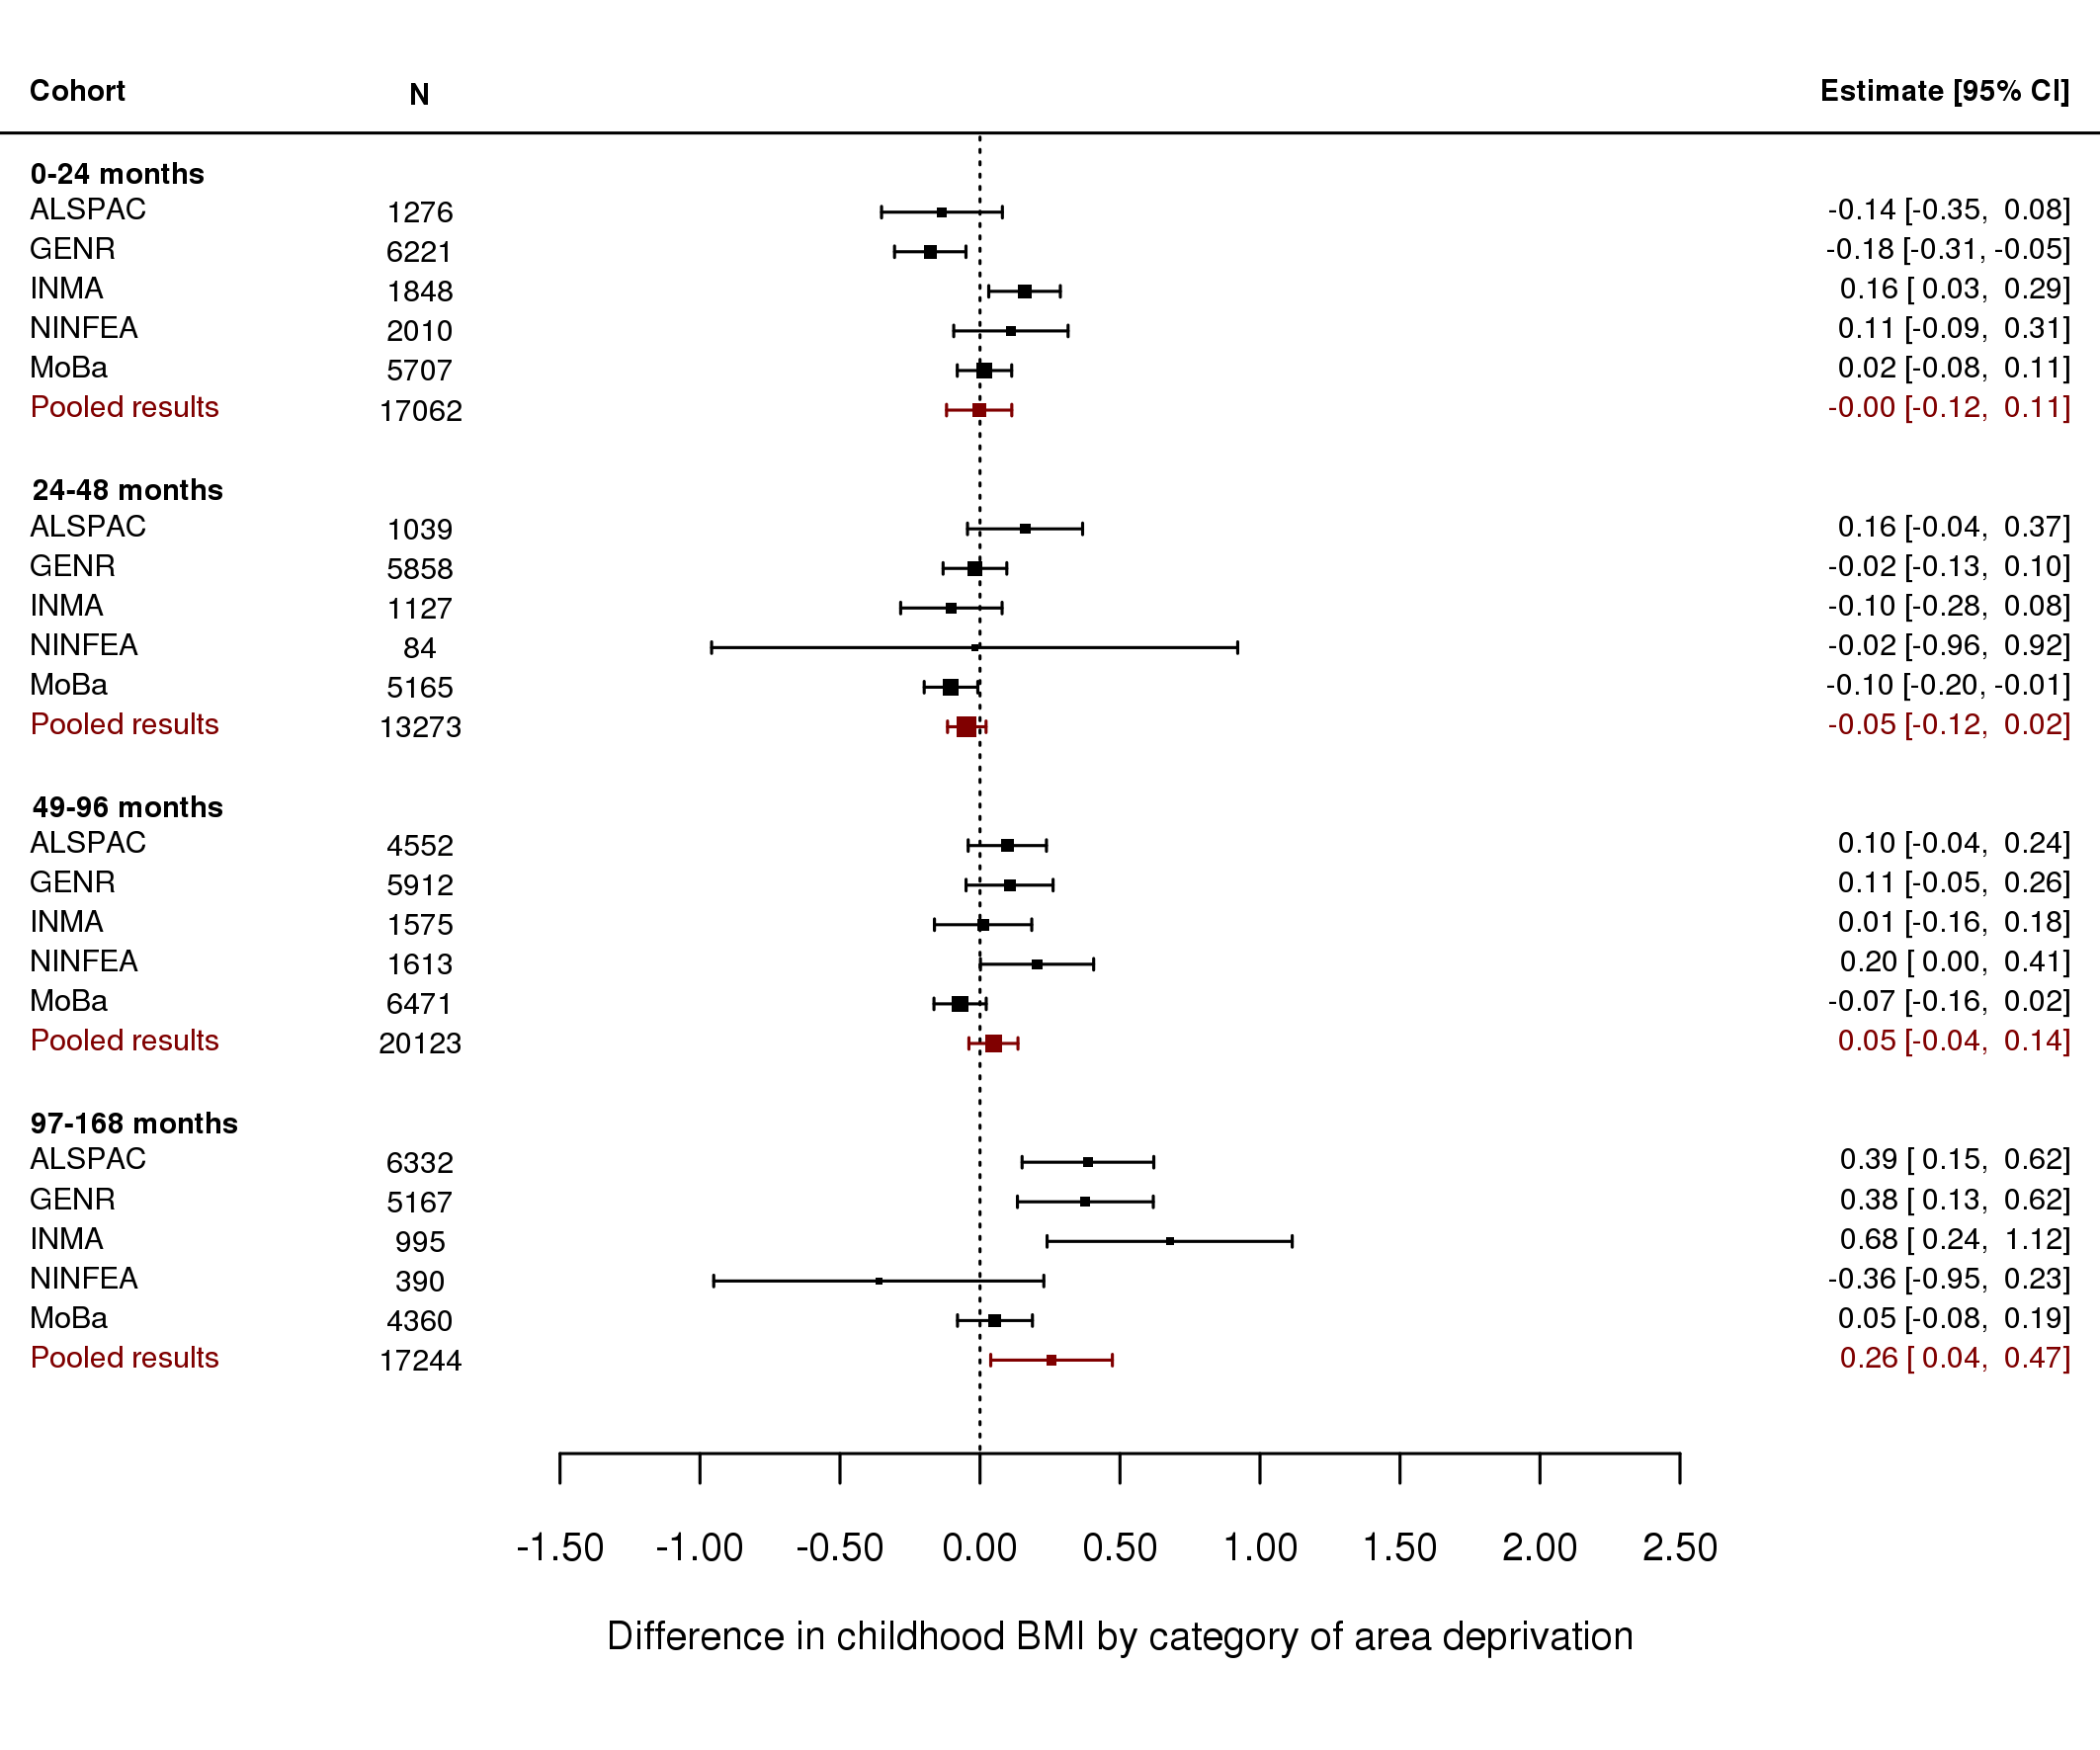 Cohort N Estimate [95% CI]
0-24 months
ALSPAC 1276 -0.14 [-0.35, 0.08]
GENR 6221 -0.18 [-0.31, -0.05]
INMA 1848 0.16 [ 0.03, 0.29]
NINFEA 2010 0.11 [-0.09, 0.31]
MoBa 5707 0.02 [-0.08, 0.11]
Pooled results 17062 -0.00 [-0.12, 0.11]
24-48 months
ALSPAC 1039 0.16 [-0.04, 0.37]
GENR 5858 -0.02 [-0.13, 0.10]
INMA 1127 -0.10 [-0.28, 0.08]
NINFEA 84 -0.02 [-0.96, 0.92]
MoBa 5165 -0.10 [-0.20, -0.01]
Pooled results 13273 -0.05 [-0.12, 0.02]
49-96 months
ALSPAC 4552 0.10 [-0.04, 0.24]
GENR 5912 0.11 [-0.05, 0.26]
INMA 1575 0.01 [-0.16, 0.18]
NINFEA 1613 0.20 [ 0.00, 0.41]
MoBa 6471 -0.07 [-0.16, 0.02]
Pooled results 20123 0.05 [-0.04, 0.14]
97-168 months
ALSPAC 6332 0.39 [ 0.15, 0.62]
GENR 5167 0.38 [ 0.13, 0.62]
INMA 995 0.68 [ 0.24, 1.12]
NINFEA 390 -0.36 [-0.95, 0.23]
MoBa 4360 0.05 [-0.08, 0.19]
Pooled results 17244 0.26 [ 0.04, 0.47]
-1.50 -1.00 -0.50 0.00 0.50 1.00 1.50 2.00 2.50
Difference in childhood BMI by category of area deprivation